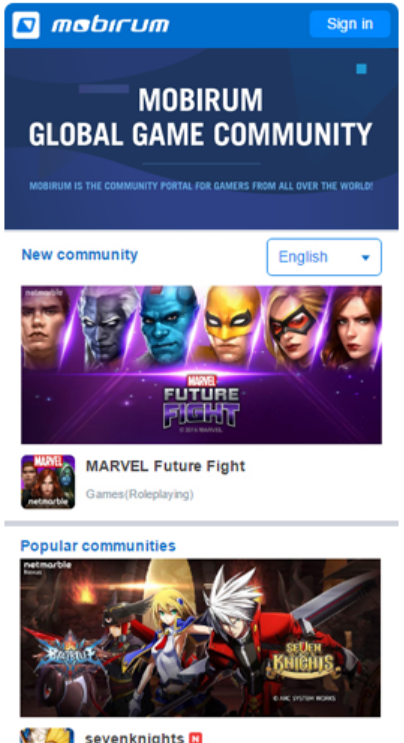 mobirum
Sign in
MOBIRUM
GLOBAL GAME COMMUNITY
MOBIRUM IS THE COMMUNITY PORTAL FOR GAMERS FROM ALL OVER THE WORLD!
New community
English
netmarble
MARVEL
FUTURE
FIGHT
© 2015 MARVEL
MARVEL
netmarble
MARVEL Future Fight
Games(Roleplaying)
Popular communities
netmarble
Nexus
BLAZBLUE
SEVEN
KNIGHTS
© ARC SYSTEM WORKS
sevenknights N